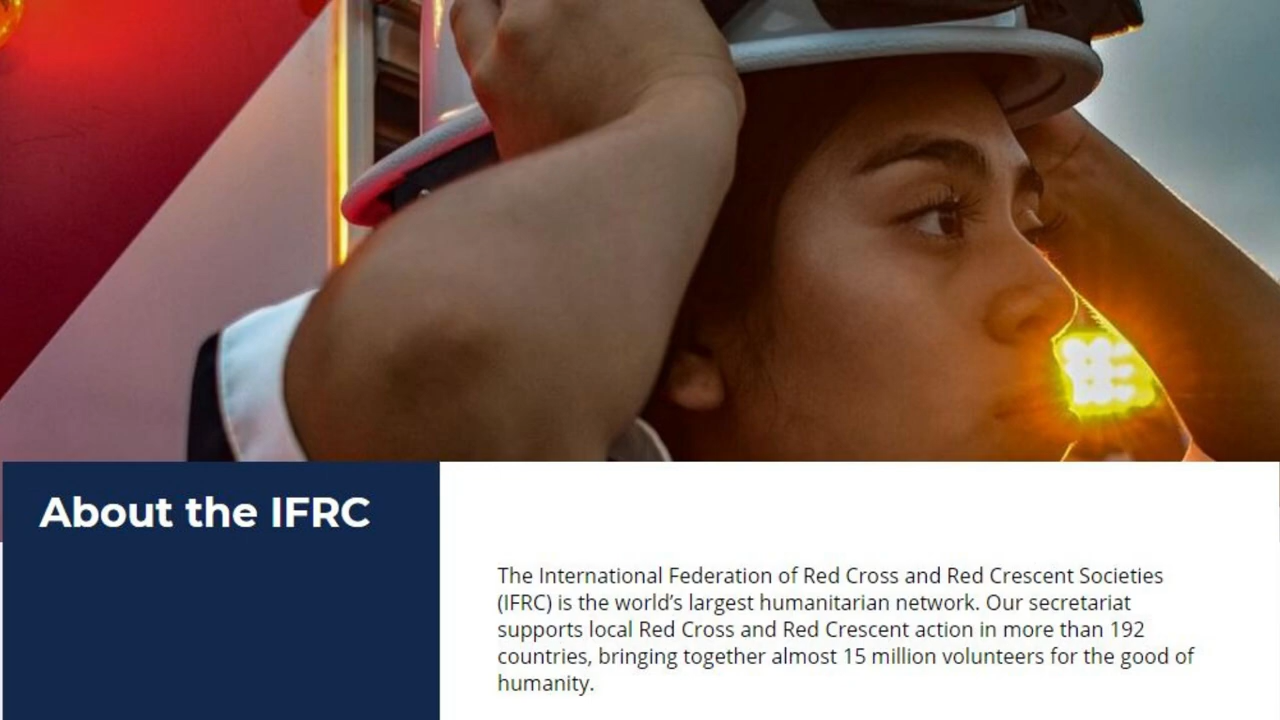 About the IFRC
The International Federation of Red Cross and Red Crescent Societies
(IFRC) is the world’s largest humanitarian network. Our secretariat
supports local Red Cross and Red Crescent action in more than 192
countries, bringing together almost 15 million volunteers for the good of
humanity.